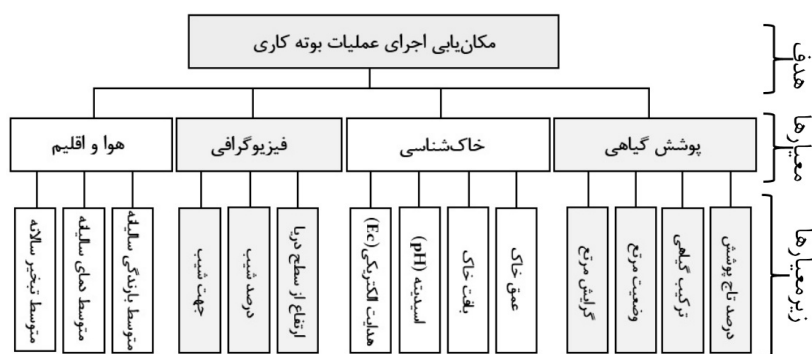 مکان‌یابی اجرای عملیات بوته کاری
هدف
پوشش گیاهی
خاک‌شناسی
فیزیوگرافی
هوا و اقلیم
معیارها
درصد تاج پوشش
ترکیب گیاهی
وضعیت مرتع
گرایش مرتع
عمق خاک
بافت خاک
اسیدیته (pH)
هدایت الکتریکی (Ec)
ارتفاع از سطح دریا
درصد شیب
جهت شیب
متوسط بارندگی سالیانه
متوسط دمای سالیانه
متوسط تبخیر سالانه
زیرمعیارها